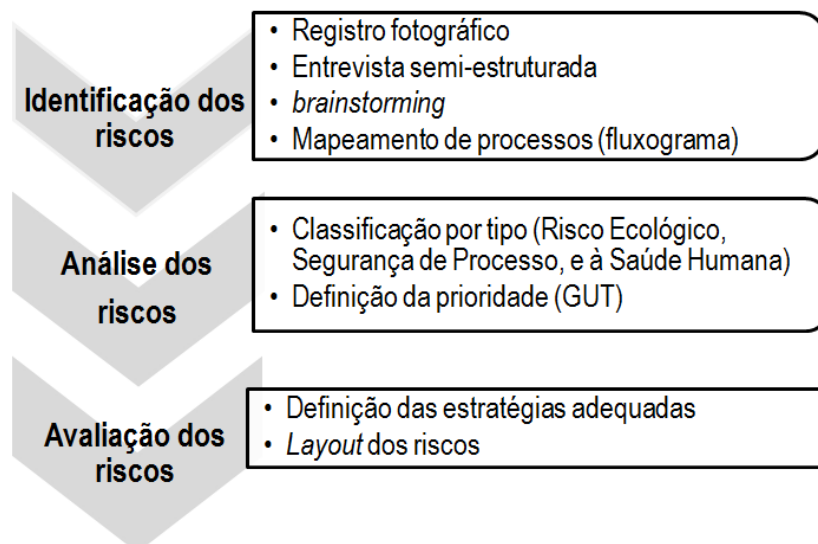 Identificação dos
riscos
• Registro fotográfico
• Entrevista semi-estruturada
• brainstorming
• Mapeamento de processos (fluxograma)
Análise dos
riscos
• Classificação por tipo (Risco Ecológico,
Segurança de Processo, e à Saúde Humana)
• Definição da prioridade (GUT)
Avaliação dos
riscos
• Definição das estratégias adequadas
• Layout dos riscos